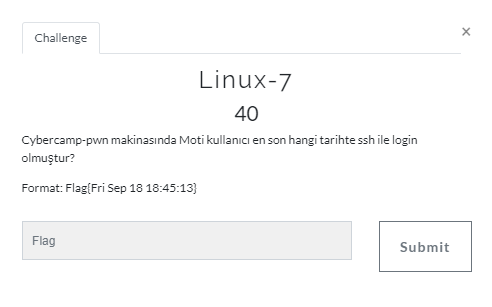 Challenge
×
Linux-7
40
Cybercamp-pwn makinasında Moti kullanıcı en son hangi tarihte ssh ile login
olmuştur?
Format: Flag{Fri Sep 18 18:45:13}
Flag
Submit